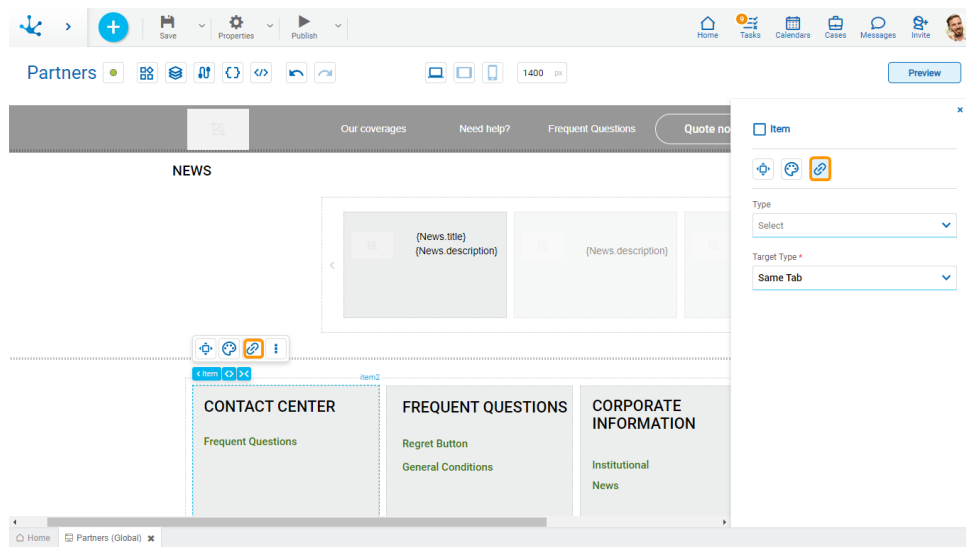 Save
Properties
Publish
Home
9
Tasks
Calendars
Cases
Messages
Invite
Partners
1400 px
Preview
Our coverages
Need help?
Frequent Questions
Quote no
NEWS
{News.title}
{News.description}
{News.description}
Item
item2
CONTACT CENTER
Frequent Questions
FREQUENT QUESTIONS
Regret Button
General Conditions
CORPORATE
INFORMATION
Institutional
News
Item
Type
Select
Target Type *
Same Tab
Home
Partners (Global)